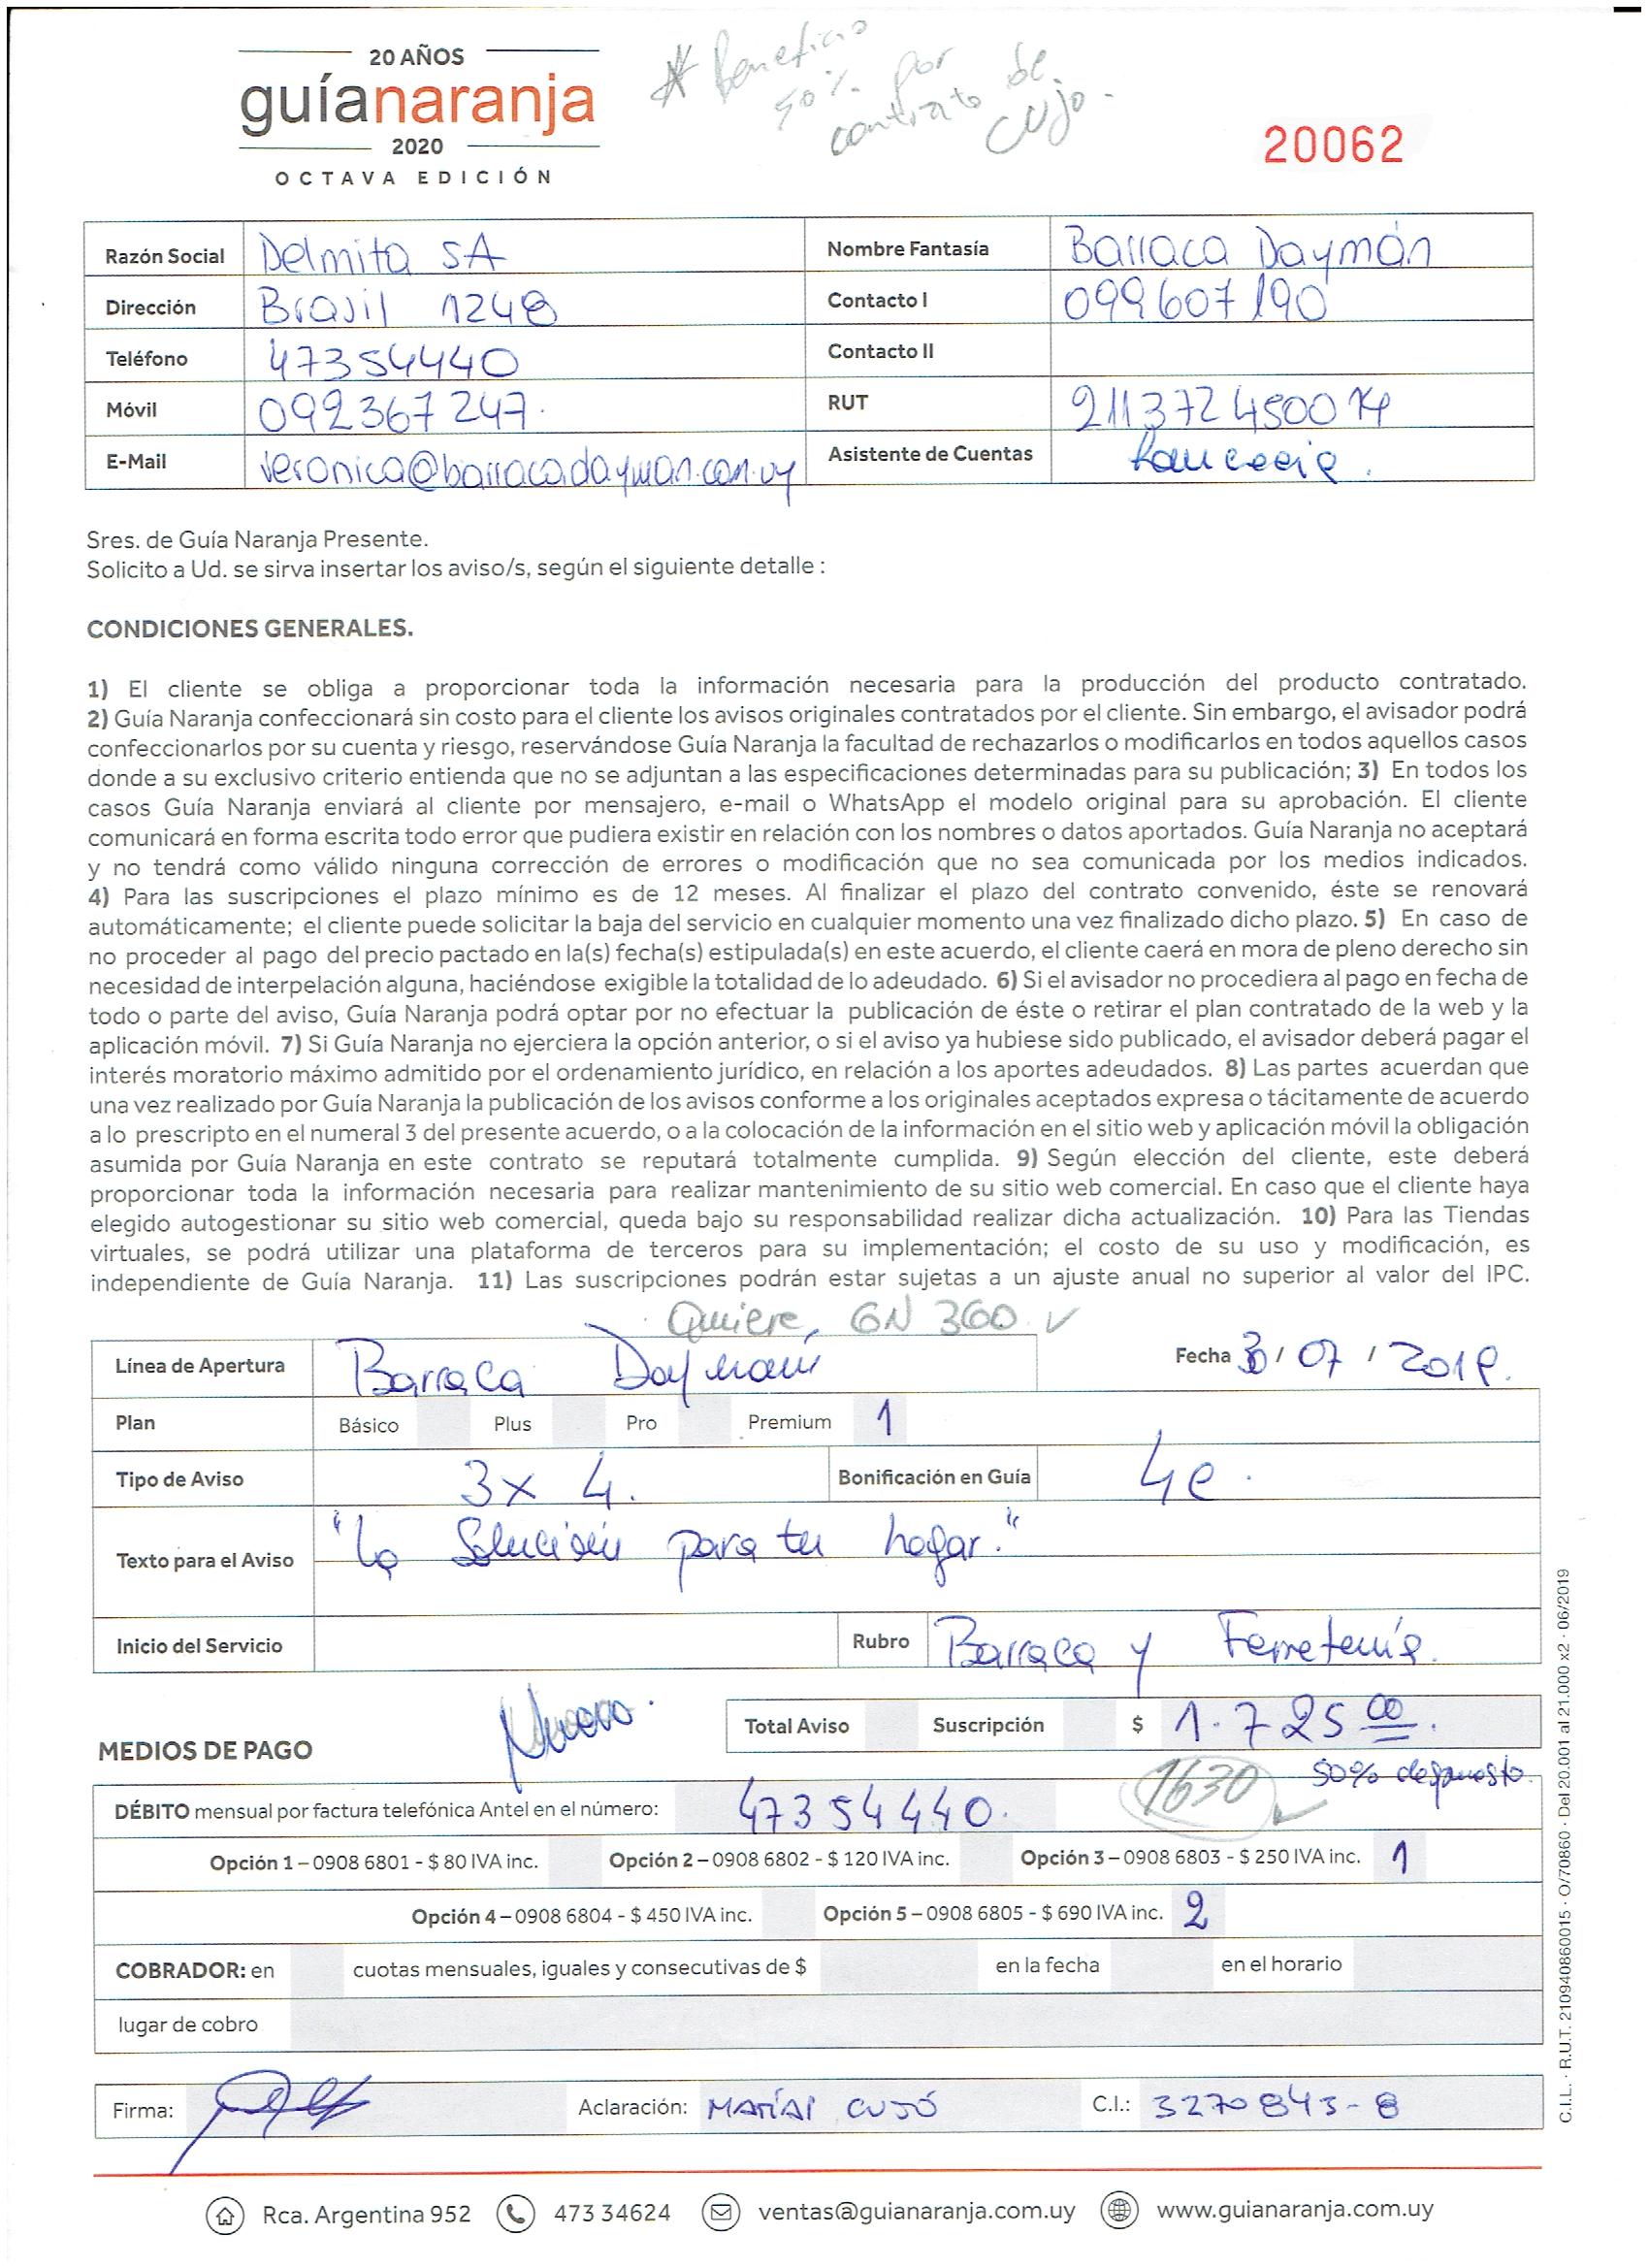 20 AÑOS
guíanaranja
2020
OCTAVA EDICIÓN
* Beneficio
50% por
contrato de
Cujo.
20062
Razón Social Delmita SA Nombre Fantasía Barraca Daymán
Dirección Brasil 1248 Contacto I 099607190
Teléfono 47354440 Contacto II
Móvil 092367247. RUT 211372450014
E-Mail veronica@barracadayman.com.uy Asistente de Cuentas
Sres. de Guía Naranja Presente.
Solicito a Ud. se sirva insertar los aviso/s, según el siguiente detalle :
CONDICIONES GENERALES.
1) El cliente se obliga a proporcionar toda la información necesaria para la producción del producto contratado.
2) Guía Naranja confeccionará sin costo para el cliente los avisos originales contratados por el cliente. Sin embargo, el avisador podrá
confeccionarlos por su cuenta y riesgo, reservándose Guía Naranja la facultad de rechazarlos o modificarlos en todos aquellos casos
donde a su exclusivo criterio entienda que no se adjuntan a las especificaciones determinadas para su publicación; 3) En todos los
casos Guía Naranja enviará al cliente por mensajero, e-mail o WhatsApp el modelo original para su aprobación. El cliente
comunicará en forma escrita todo error que pudiera existir en relación con los nombres o datos aportados. Guía Naranja no aceptará
y no tendrá como válido ninguna corrección de errores o modificación que no sea comunicada por los medios indicados.
4) Para las suscripciones el plazo mínimo es de 12 meses. Al finalizar el plazo del contrato convenido, éste se renovará
automáticamente; el cliente puede solicitar la baja del servicio en cualquier momento una vez finalizado dicho plazo. 5) En caso de
no proceder al pago del precio pactado en la(s) fecha(s) estipulada(s) en este acuerdo, el cliente caerá en mora de pleno derecho sin
necesidad de interpelación alguna, haciéndose exigible la totalidad de lo adeudado. 6) Si el avisador no procediera al pago en fecha de
todo o parte del aviso, Guía Naranja podrá optar por no efectuar la publicación de éste o retirar el plan contratado de la web y la
aplicación móvil. 7) Si Guía Naranja no ejerciera la opción anterior, o si el aviso ya hubiese sido publicado, el avisador deberá pagar el
interés moratorio máximo admitido por el ordenamiento jurídico, en relación a los aportes adeudados. 8) Las partes acuerdan que
una vez realizado por Guía Naranja la publicación de los avisos conforme a los originales aceptados expresa o tácitamente de acuerdo
a lo prescripto en el numeral 3 del presente acuerdo, o a la colocación de la información en el sitio web y aplicación móvil la obligación
asumida por Guía Naranja en este contrato se reputará totalmente cumplida. 9) Según elección del cliente, este deberá
proporcionar toda la información necesaria para realizar mantenimiento de su sitio web comercial. En caso que el cliente haya
elegido autogestionar su sitio web comercial, queda bajo su responsabilidad realizar dicha actualización. 10) Para las Tiendas
virtuales, se podrá utilizar una plataforma de terceros para su implementación; el costo de su uso y modificación, es
independiente de Guía Naranja. 11) Las suscripciones podrán estar sujetas a un ajuste anual no superior al valor del IPC.
Quiere, GN 360 ✓
Línea de Apertura Barraca Daymán Fecha / 07 / 2019.
Plan Básico Plus Pro Premium 1
Tipo de Aviso 3x4. Bonificación en Guía 4e.
Texto para el Aviso "La Solución para tu hogar."
Inicio del Servicio Rubro Barraca y Ferretería.
Nuevo.
Total Aviso Suscripción $ 1.725 00.
MEDIOS DE PAGO
1630 ✓ 50% depuesto.
DÉBITO mensual por factura telefónica Antel en el número: 47354440.
Opción 1 – 0908 6801 - $ 80 IVA inc. Opción 2 – 0908 6802 - $ 120 IVA inc. Opción 3 – 0908 6803 - $ 250 IVA inc. 1
Opción 4 – 0908 6804 - $ 450 IVA inc. Opción 5 – 0908 6805 - $ 690 IVA inc. 2
COBRADOR: en cuotas mensuales, iguales y consecutivas de $ en la fecha en el horario
lugar de cobro
Firma: Aclaración: MATÍAS CUJÓ C.I.: 3270843-8
Rca. Argentina 952 473 34624 ventas@guianaranja.com.uy www.guianaranja.com.uy
C.I.L. · R.U.T. 210940860015 · O/70860 · Del 20.001 al 21.000 x2 · 06/2019